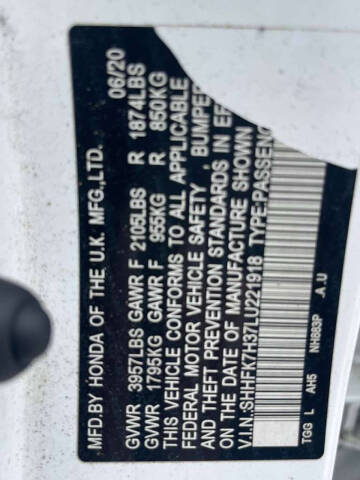 MFD.BY HONDA OF THE U.K. MFG.,LTD. 06/20
GVWR 3957LBS GAWR F 2105LBS R 1874LBS
GVWR 1795KG GAWR F 955KG R 850KG
THIS VEHICLE CONFORMS TO ALL APPLICABLE
FEDERAL MOTOR VEHICLE SAFETY, BUMPER
AND THEFT PREVENTION STANDARDS IN EF
ON THE DATE OF MANUFACTURE SHOWN
V.I.N.:SHHFK7H37LU221918 TYPE:PASSENG
TGG L AH5 NH883P .A.U